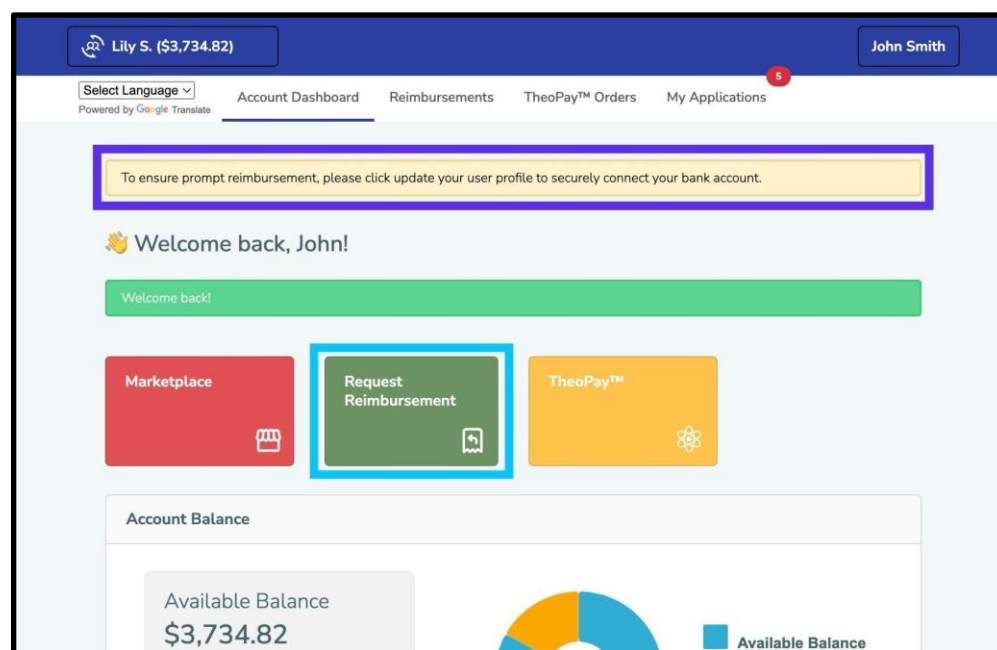 Lily S. ($3,734.82)
John Smith
Select Language
Powered by Google Translate
Account Dashboard
Reimbursements
TheoPay™ Orders
My Applications
5
To ensure prompt reimbursement, please click update your user profile to securely connect your bank account.
👋 Welcome back, John!
Welcome back!
Marketplace
Request
Reimbursement
TheoPay™
Account Balance
Available Balance
$3,734.82
Available Balance